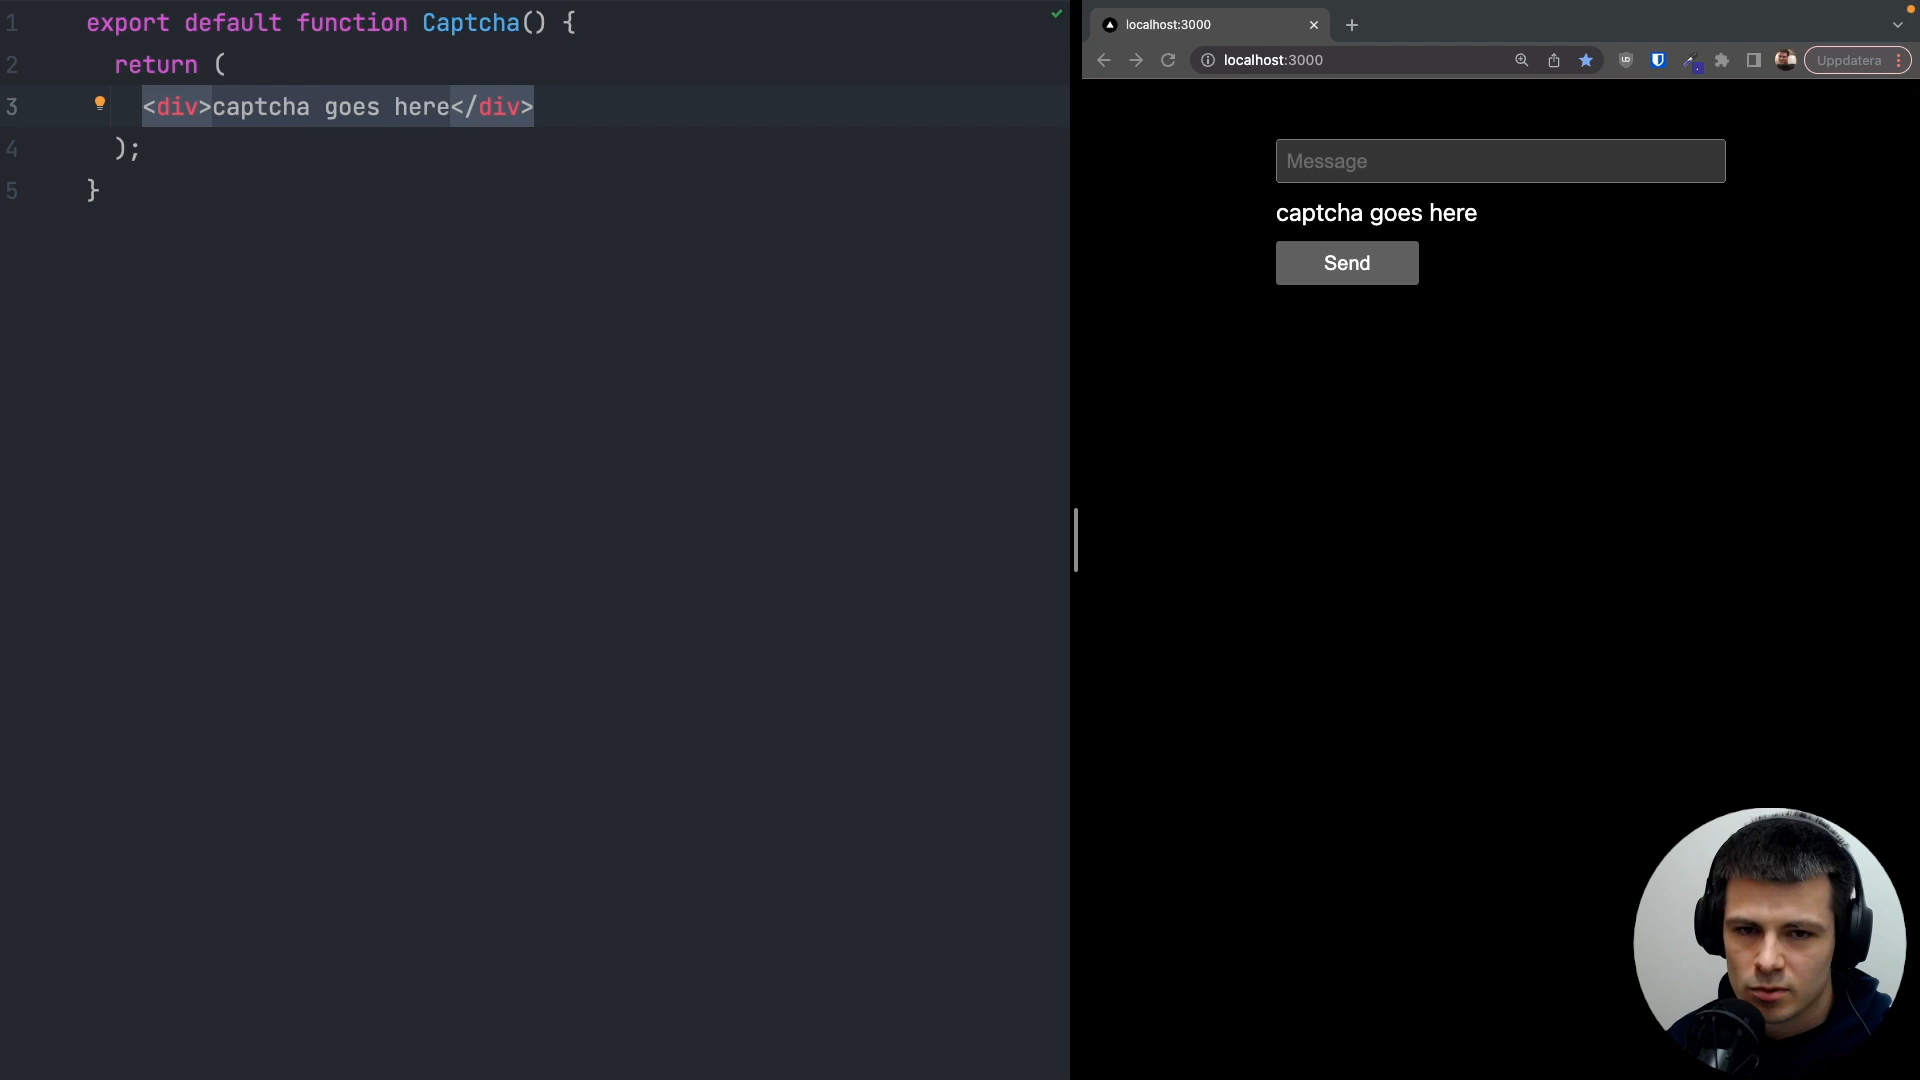 1 export default function Captcha() {
2 return (
3 <div>captcha goes here</div>
4 );
5 }
localhost:3000
localhost:3000
Uppdatera
Message
captcha goes here
Send